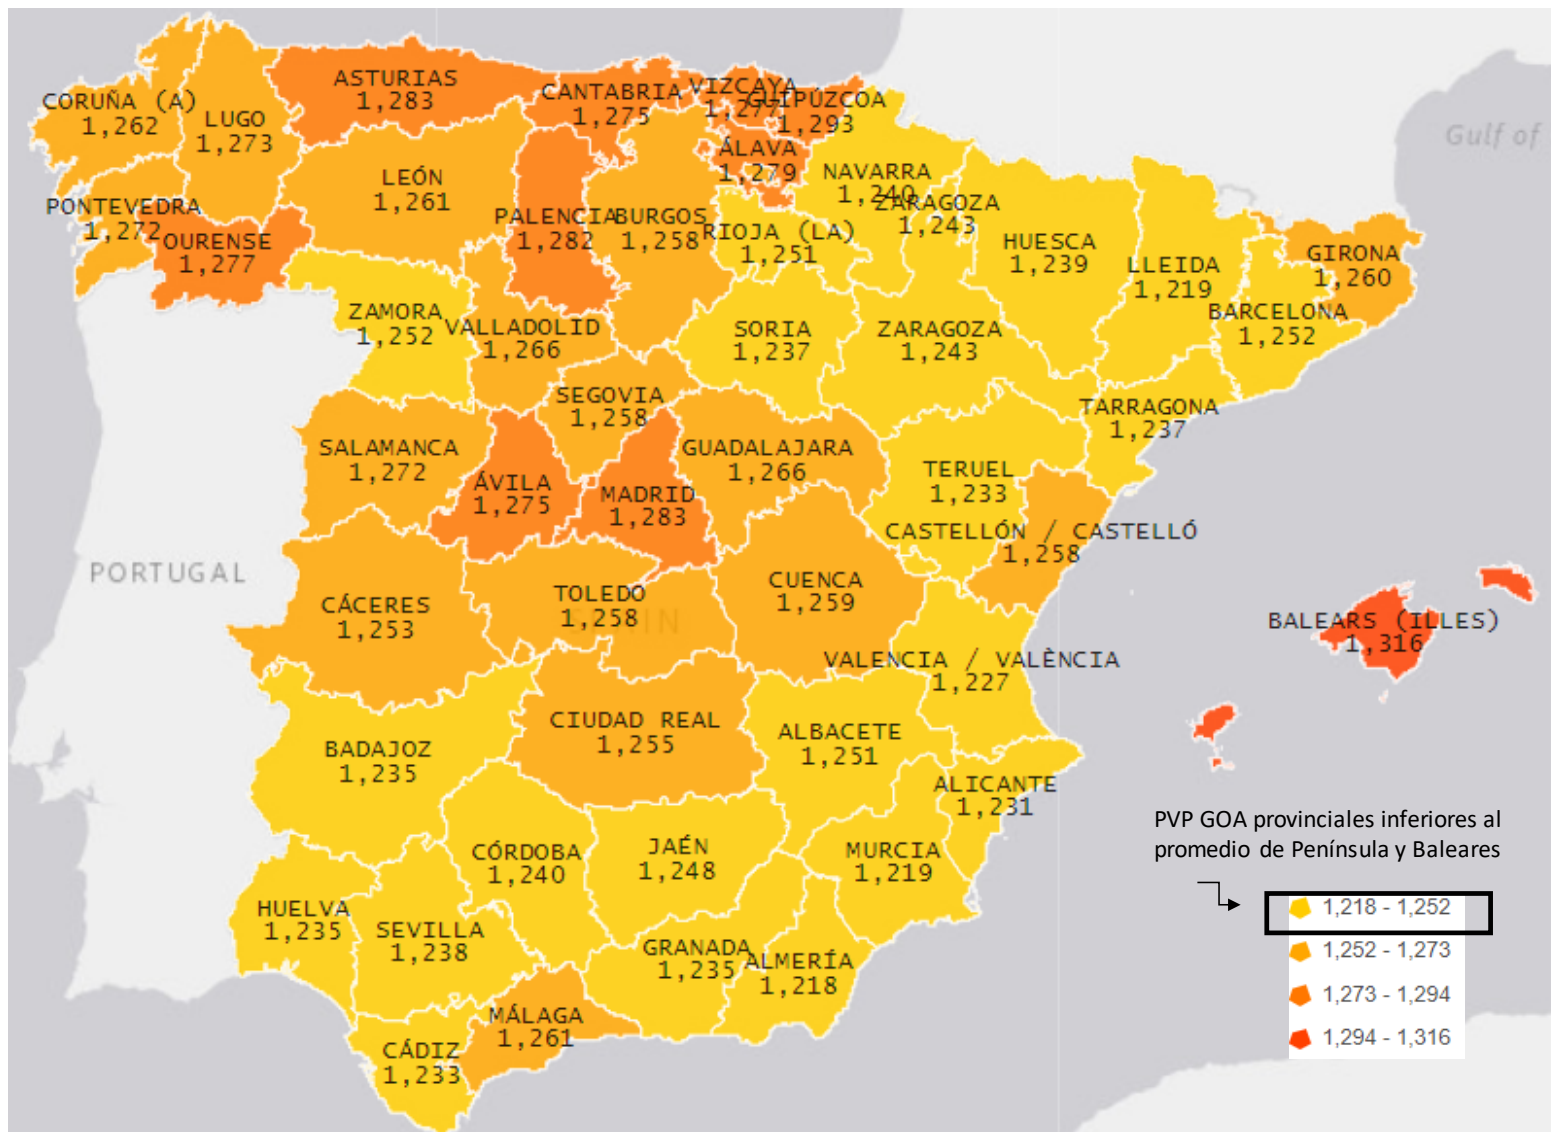 ASTURIAS
1,283
CANTABRIA
1,275
VIZCAYA
1,277
GUIPÚZCOA
1,293
CORUÑA (A)
1,262
LUGO
1,273
Gulf of
ÁLAVA
1,279
NAVARRA
1,240
LEÓN
1,261
PONTEVEDRA
1,272
OURENSE
1,277
PALENCIA
1,282
BURGOS
1,258
RIOJA (LA)
1,251
ZARAGOZA
1,243
HUESCA
1,239
LLEIDA
1,219
GIRONA
1,260
BARCELONA
1,252
ZAMORA
1,252
VALLADOLID
1,266
SORIA
1,237
ZARAGOZA
1,243
SEGOVIA
1,258
TARRAGONA
1,237
SALAMANCA
1,272
ÁVILA
1,275
MADRID
1,283
GUADALAJARA
1,266
TERUEL
1,233
CASTELLÓN / CASTELLÓ
1,258
PORTUGAL
CÁCERES
1,253
TOLEDO
1,258
CUENCA
1,259
BALEARS (ILLES)
1,316
VALENCIA / VALÈNCIA
1,227
BADAJOZ
1,235
CIUDAD REAL
1,255
ALBACETE
1,251
ALICANTE
1,231
CÓRDOBA
1,240
JAÉN
1,248
MURCIA
1,219
HUELVA
1,235
SEVILLA
1,238
GRANADA
1,235
ALMERÍA
1,218
MÁLAGA
1,261
CÁDIZ
1,233
PVP GOA provinciales inferiores al
promedio de Península y Baleares
1,218 - 1,252
1,252 - 1,273
1,273 - 1,294
1,294 - 1,316